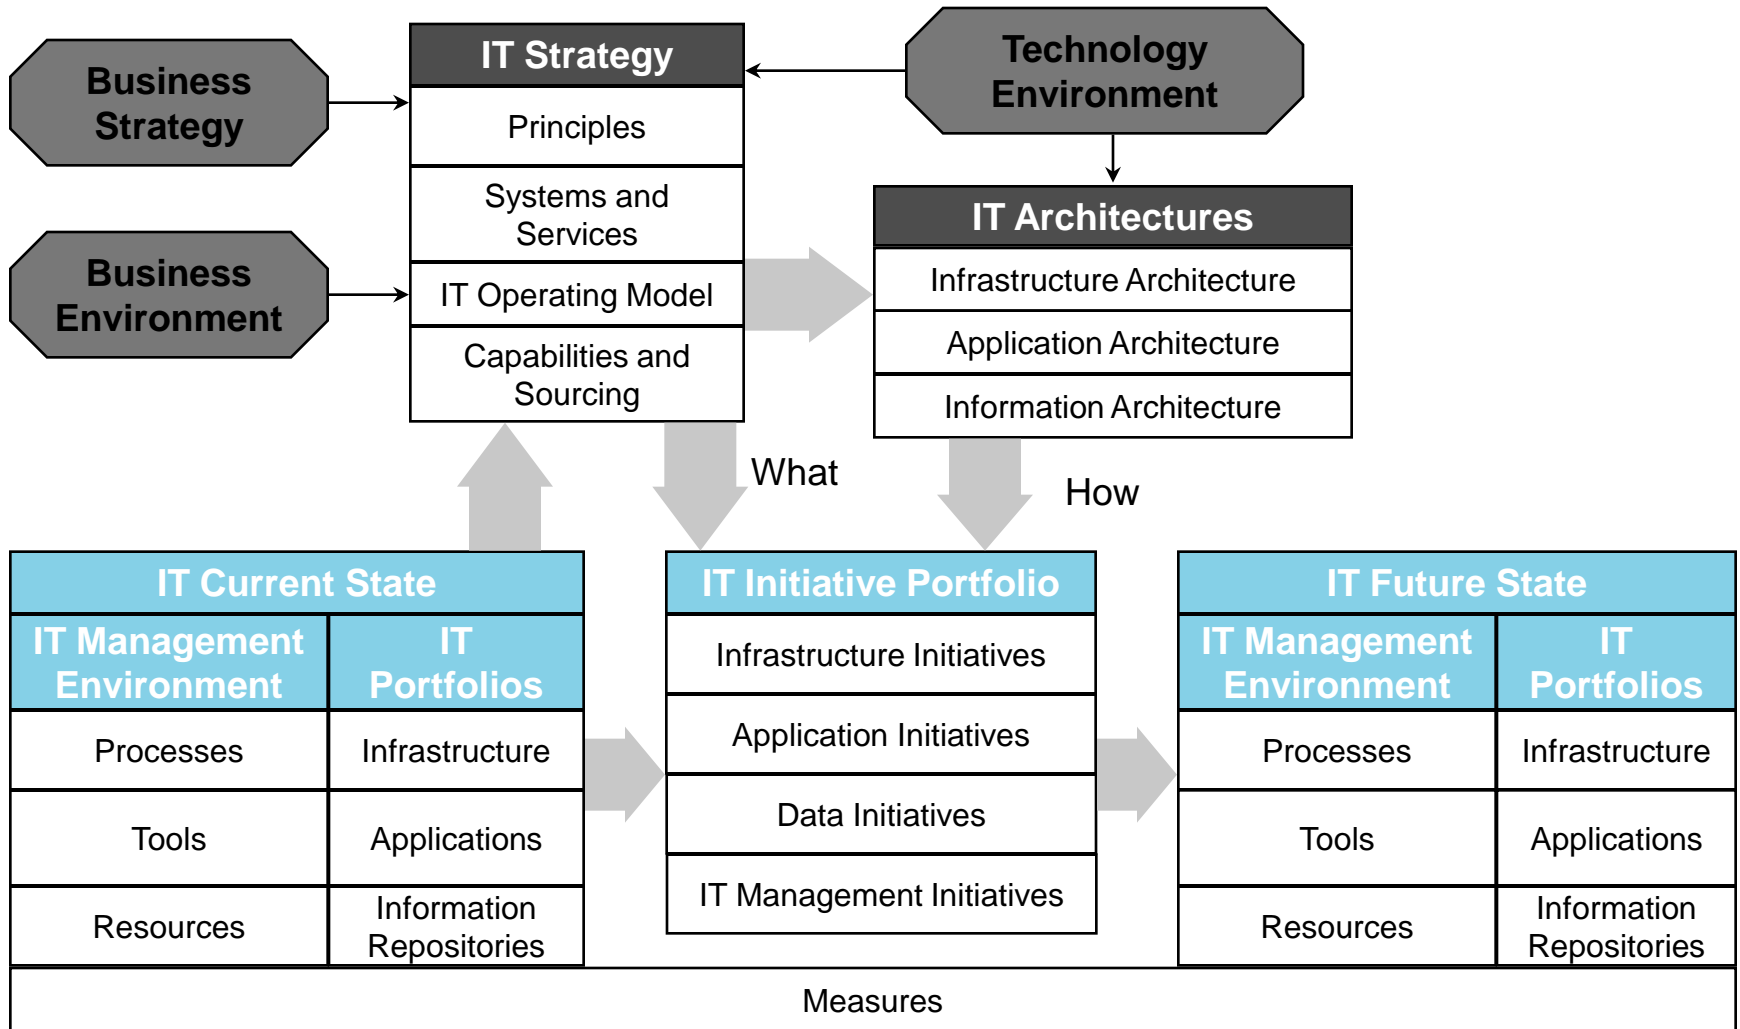 Business
Strategy
Business
Environment
IT Strategy
Principles
Systems and
Services
IT Operating Model
Capabilities and
Sourcing
Technology
Environment
IT Architectures
Infrastructure Architecture
Application Architecture
Information Architecture
What
How
IT Current State
IT Management
Environment
IT
Portfolios
Processes
Infrastructure
Tools
Applications
Resources
Information
Repositories
IT Initiative Portfolio
Infrastructure Initiatives
Application Initiatives
Data Initiatives
IT Management Initiatives
IT Future State
IT Management
Environment
IT
Portfolios
Processes
Infrastructure
Tools
Applications
Resources
Information
Repositories
Measures